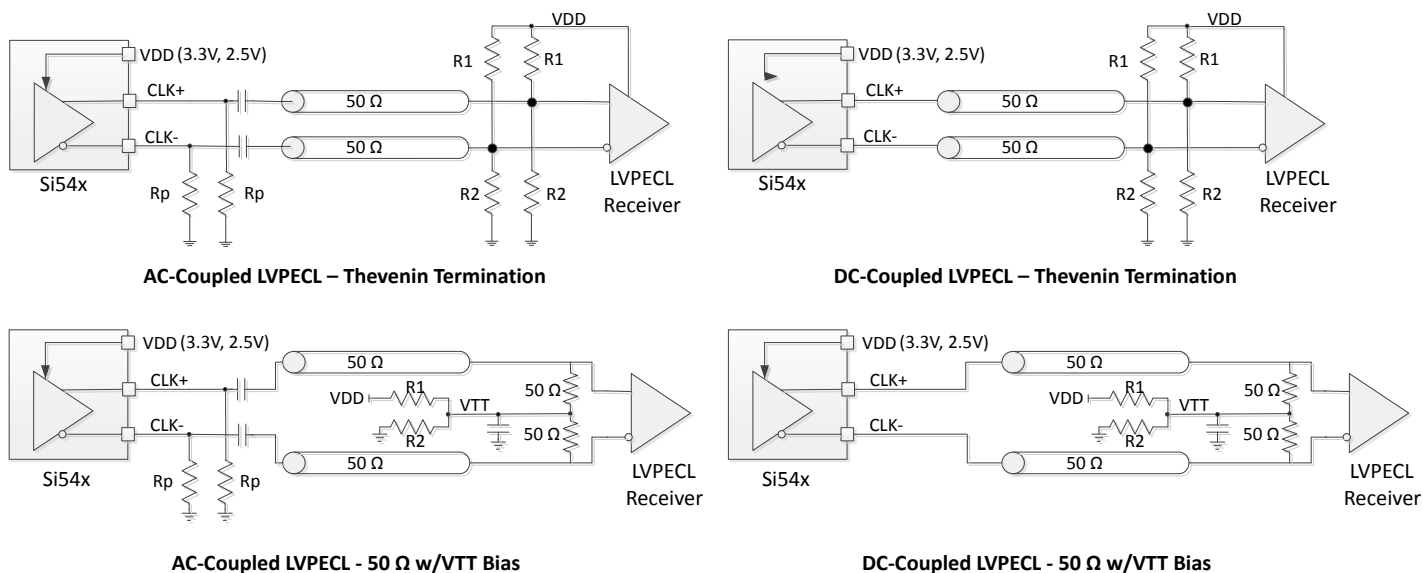 VDD (3.3V, 2.5V)
CLK+
CLK-
Si54x
Rp
Rp
50 Ω
50 Ω
VDD
R1
R1
R2
R2
LVPECL
Receiver
AC-Coupled LVPECL – Thevenin Termination
VDD (3.3V, 2.5V)
CLK+
CLK-
Si54x
50 Ω
50 Ω
VDD
R1
R1
R2
R2
LVPECL
Receiver
DC-Coupled LVPECL – Thevenin Termination
VDD (3.3V, 2.5V)
CLK+
CLK-
Si54x
Rp
Rp
50 Ω
VDD
R1
R2
VTT
50 Ω
50 Ω
50 Ω
LVPECL
Receiver
AC-Coupled LVPECL - 50 Ω w/VTT Bias
VDD (3.3V, 2.5V)
CLK+
CLK-
Si54x
50 Ω
VDD
R1
R2
VTT
50 Ω
50 Ω
50 Ω
LVPECL
Receiver
DC-Coupled LVPECL - 50 Ω w/VTT Bias